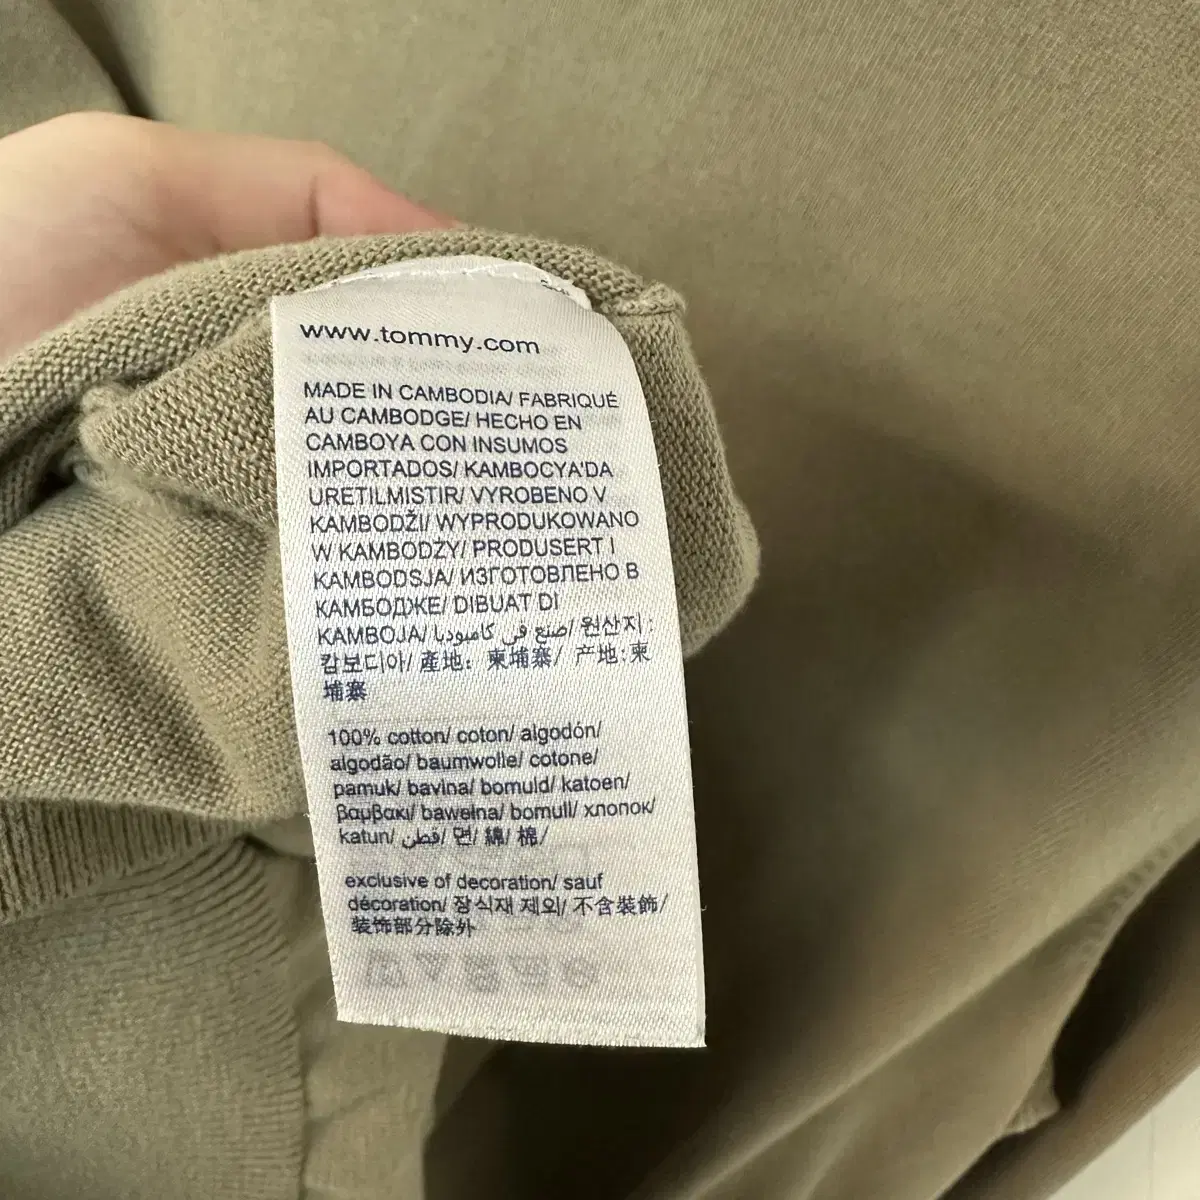 www.tommy.com
MADE IN CAMBODIA/ FABRIQUÉ
AU CAMBODGE/ HECHO EN
CAMBOYA CON INSUMOS
IMPORTADOS/ KAMBOCYA'DA
URETILMISTIR/ VYROBENO V
KAMBODŽI/ WYPRODUKOWANO
W KAMBODZY/ PRODUSERT I
KAMBODSJA/ ИЗГОТОВЛЕНО В
КАМБОДЖЕ/ DIBUAT DI
KAMBOJA/ صنع في كامبوديا/ 원산지:
캄보디아/ 產地: 柬埔寨/ 产地:柬
埔寨
100% cotton/ coton/ algodón/
algodão/ baumwolle/ cotone/
pamuk/ bavlna/ bomuld/ katoen/
βαμβακι/ bawełna/ bomull/ хлопок/
katun/ قطن/ 면/ 綿/ 棉/
exclusive of decoration/ sauf
décoration/ 장식재 제외/ 不含裝飾/
装饰部分除外